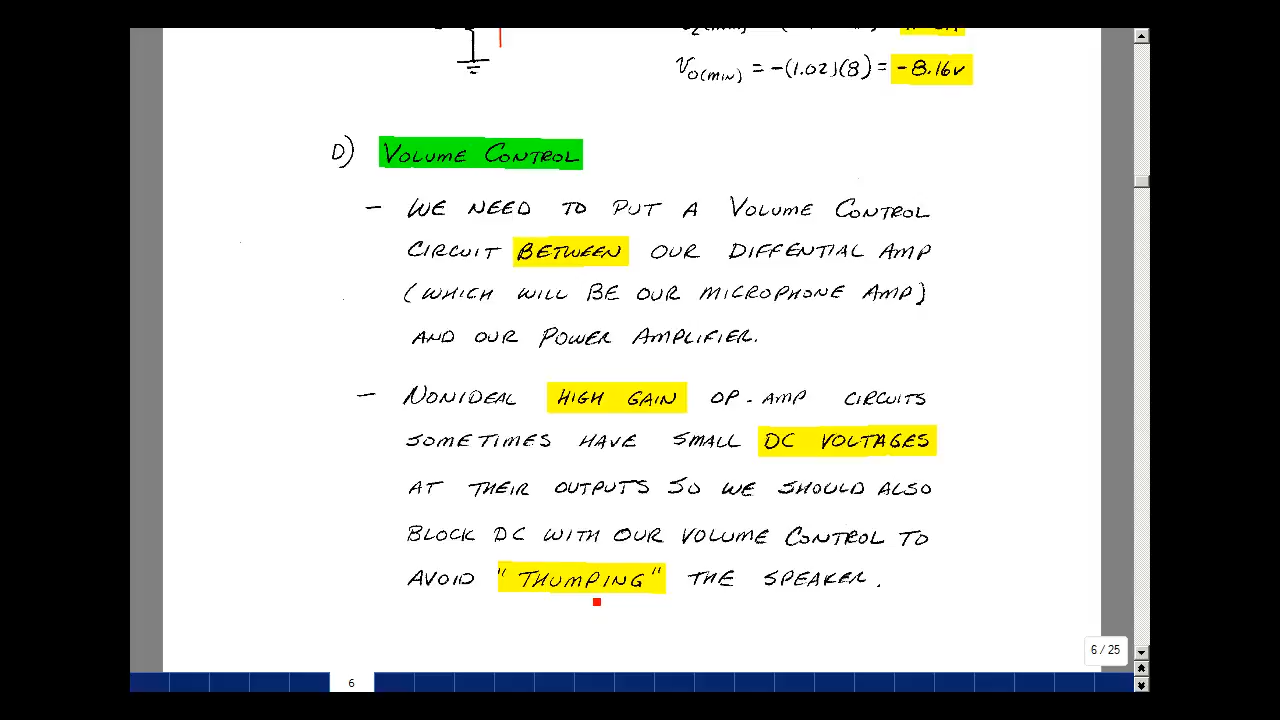 V₀(MIN) = -(1.02)(8) = -8.16V
D) VOLUME CONTROL
- WE NEED TO PUT A VOLUME CONTROL
CIRCUIT BETWEEN OUR DIFFENTIAL AMP
(WHICH WILL BE OUR MICROPHONE AMP)
AND OUR POWER AMPLIFIER.
- NONIDEAL HIGH GAIN OP-AMP CIRCUITS
SOMETIMES HAVE SMALL DC VOLTAGES
AT THEIR OUTPUTS SO WE SHOULD ALSO
BLOCK DC WITH OUR VOLUME CONTROL TO
AVOID "THUMPING" THE SPEAKER.
6 / 25
6